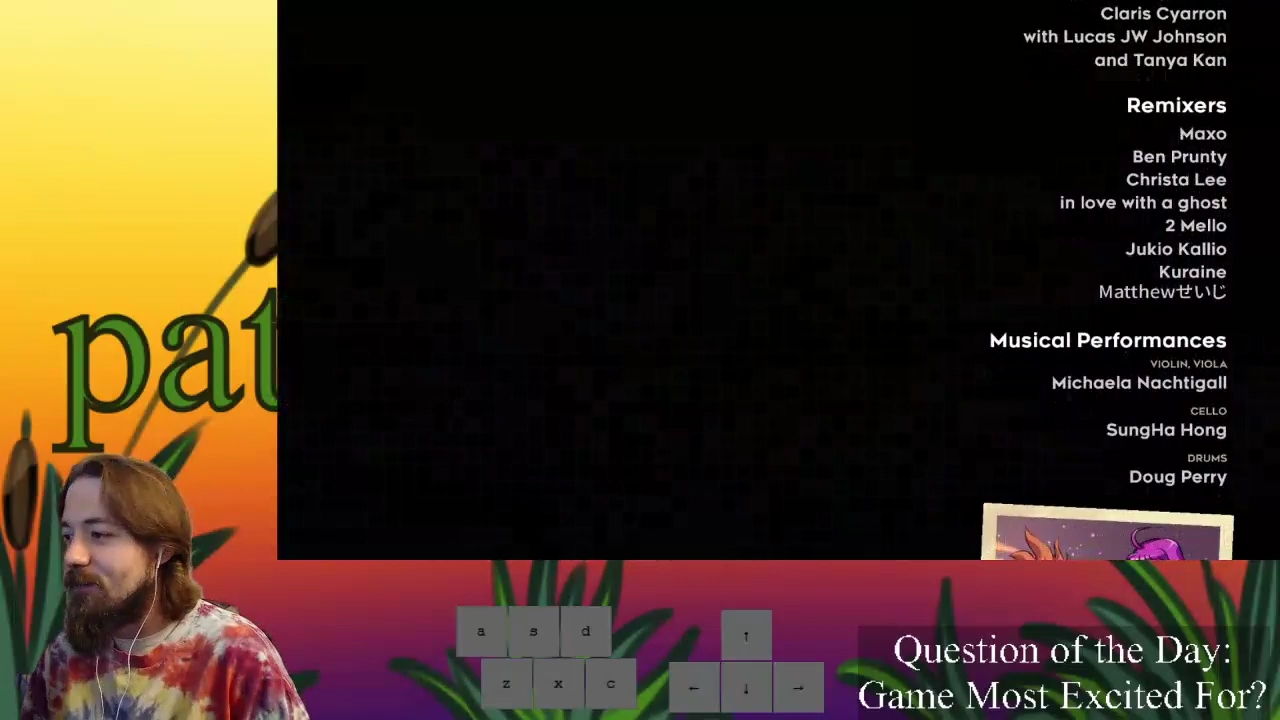 Claris Cyarron
with Lucas JW Johnson
and Tanya Kan
Remixers
Maxo
Ben Prunty
Christa Lee
in love with a ghost
2 Mello
Jukio Kallio
Kuraine
Matthewせいじ
Musical Performances
VIOLIN, VIOLA
Michaela Nachtigall
CELLO
SungHa Hong
DRUMS
Doug Perry
pat
a s d
z x c
↑
← ↓ →
Question of the Day:
Game Most Excited For?